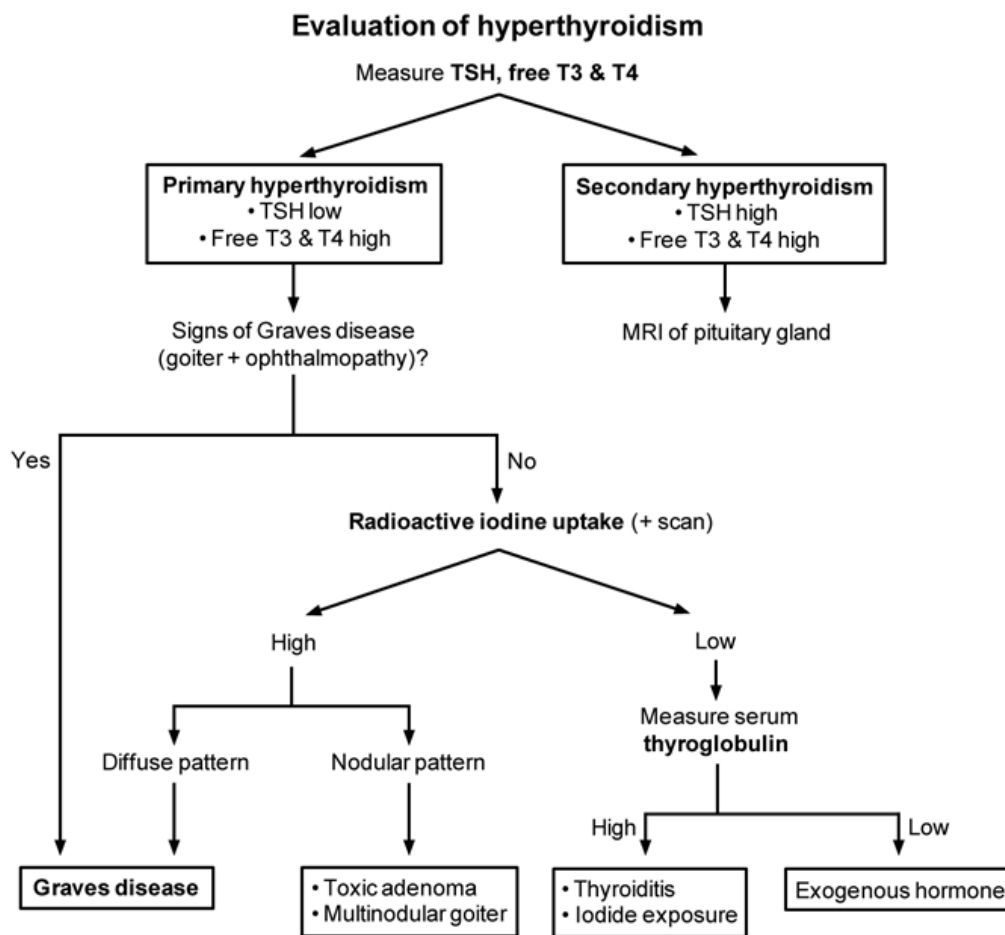 Evaluation of hyperthyroidism
Measure TSH, free T3 & T4
Primary hyperthyroidism
• TSH low
• Free T3 & T4 high
Secondary hyperthyroidism
• TSH high
• Free T3 & T4 high
Signs of Graves disease
(goiter + ophthalmopathy)?
MRI of pituitary gland
Yes
No
Radioactive iodine uptake (+ scan)
High
Low
Diffuse pattern
Nodular pattern
Measure serum
thyroglobulin
High
Low
Graves disease
• Toxic adenoma
• Multinodular goiter
• Thyroiditis
• Iodide exposure
Exogenous hormone